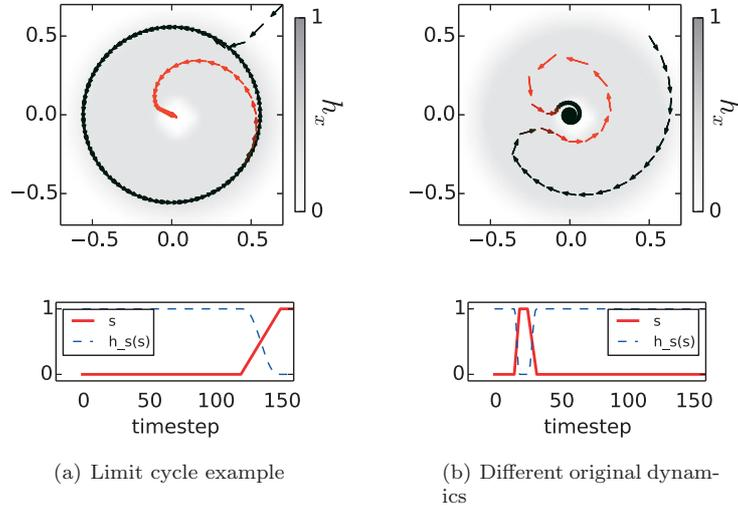 0.5
0.0
−0.5
−0.5
0.0
0.5
1
0
h_x
0.5
0.0
−0.5
−0.5
0.0
0.5
1
0
h_x
1
0
s
h_s(s)
0
50
100
150
timestep
1
0
s
h_s(s)
0
50
100
150
timestep
(a) Limit cycle example
(b) Different original dynam-
ics